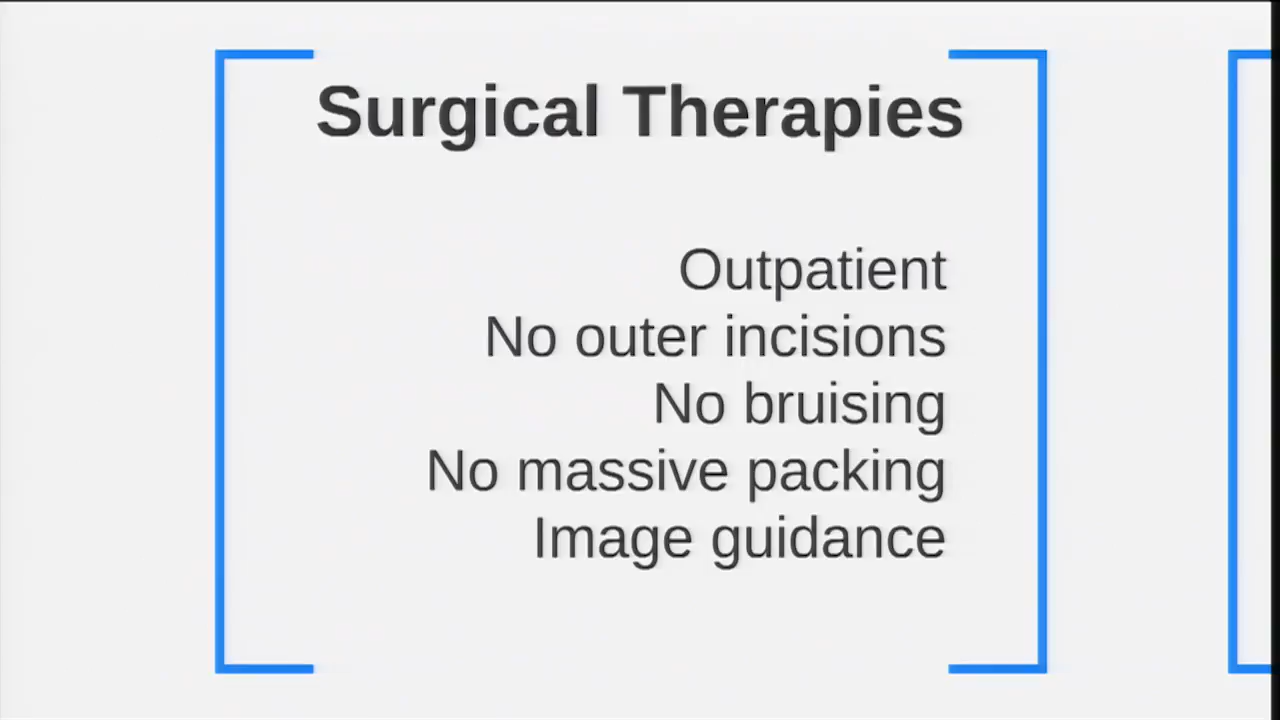 Surgical Therapies
Outpatient
No outer incisions
No bruising
No massive packing
Image guidance